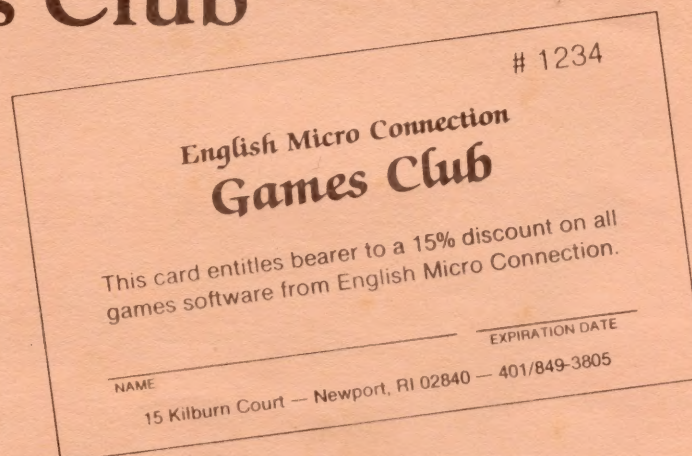 s Club
# 1234
English Micro Connection
Games Club
This card entitles bearer to a 15% discount on all
games software from English Micro Connection.
NAME EXPIRATION DATE
15 Kilburn Court — Newport, RI 02840 — 401/849-3805